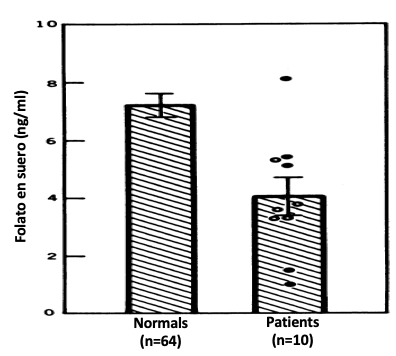 10
8
6
4
2
0
Folato en suero (ng/ml)
Normals
(n=64)
Patients
(n=10)